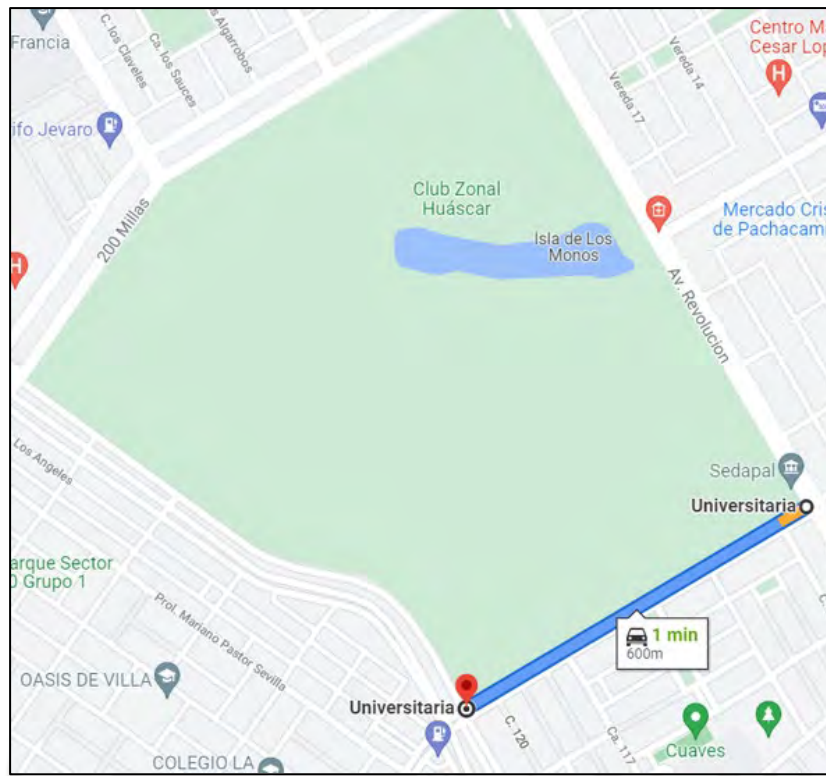 Francia
C. los Claveles
Ca. los Sauces
Algarrobos
Centro M
Cesar Lop
H
Vereda 17
Vereda 14
ifo Jevaro
200 Millas
Club Zonal
Huáscar
Isla de Los
Monos
Mercado Cris
de Pachacam
H
Av. Revolucion
Los Angeles
Sedapal
Universitaria
arque Sector
0 Grupo 1
Prol. Mariano Pastor Sevilla
1 min
600m
OASIS DE VILLA
Universitaria
C. 120
Ca. 117
Cuaves
COLEGIO LA